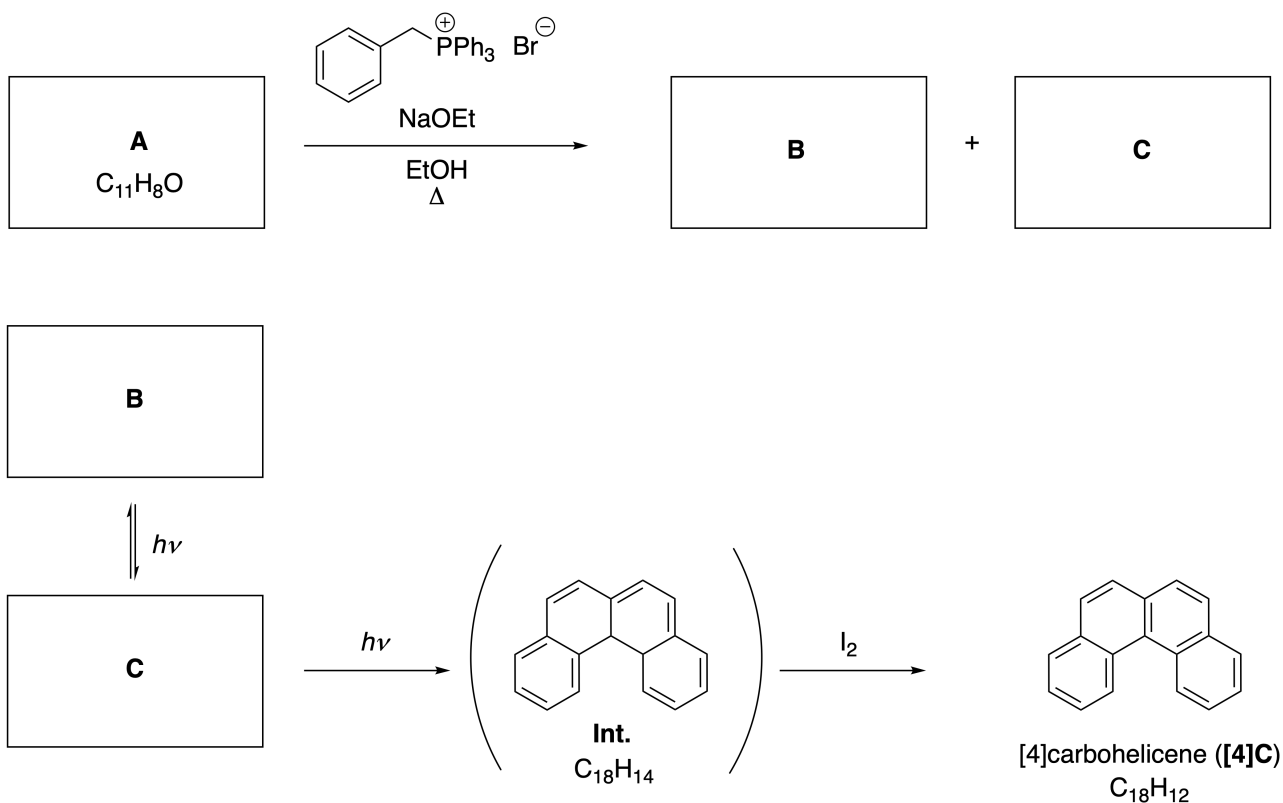 ⊕
PPh₃ Br⊖
NaOEt
EtOH
Δ
A
C₁₁H₈O
B
+
C
B
hν
C
hν
Int.
C₁₈H₁₄
I₂
[4]carbohelicene ([4]C)
C₁₈H₁₂